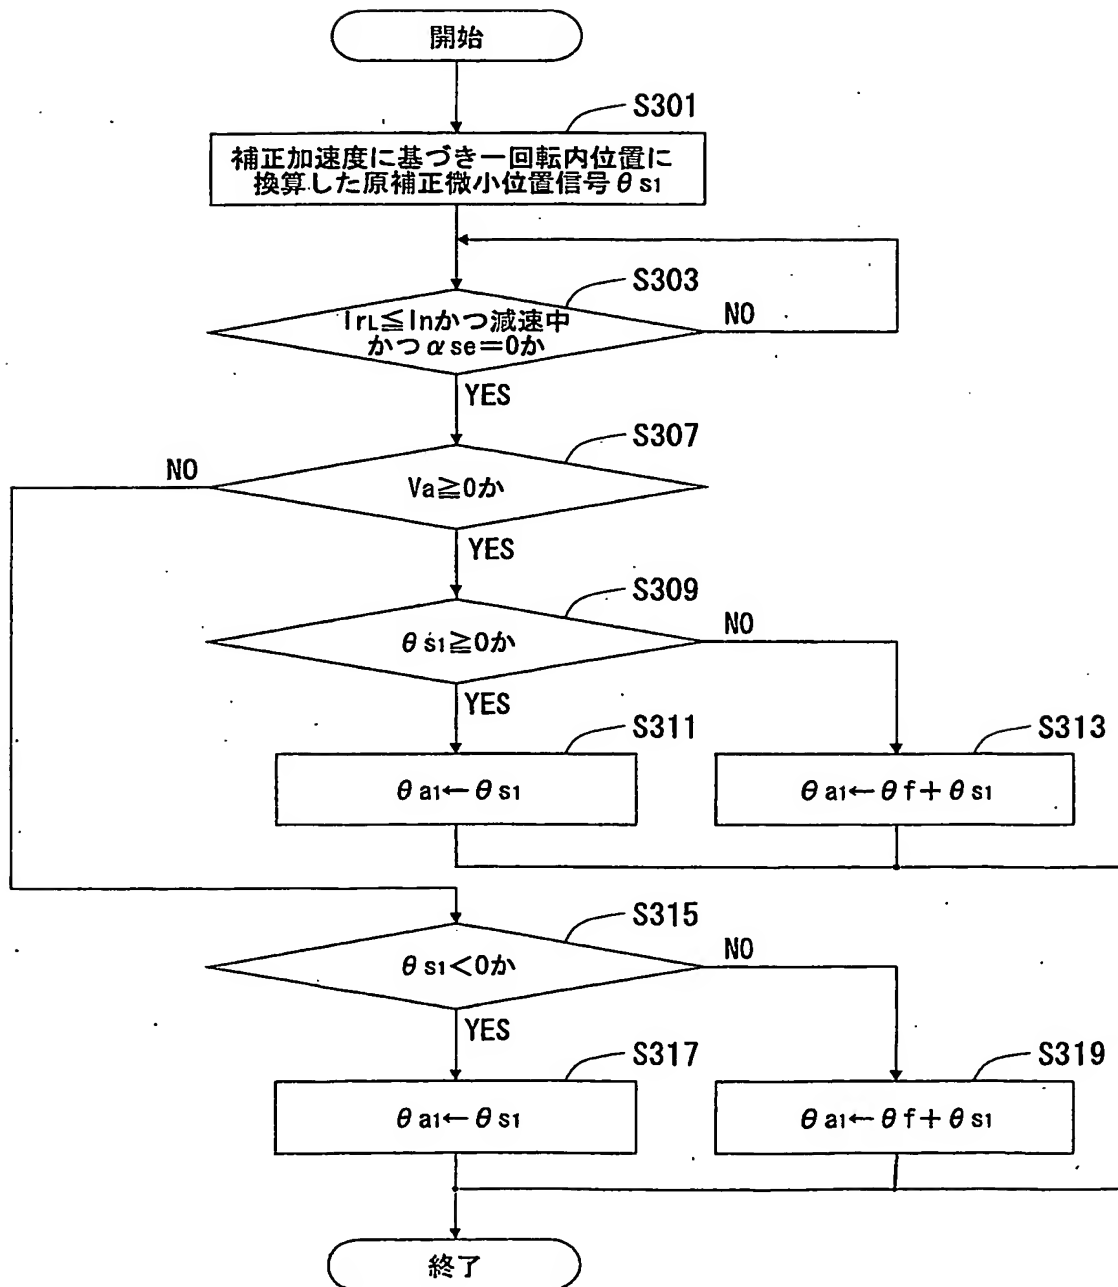 開始
S301
補正加速度に基づき一回転内位置に
換算した原補正微小位置信号θs1
S303
IrL≦Inかつ減速中
かつαse=0か
NO
YES
S307
NO
Va≧0か
YES
S309
θs1≧0か
NO
YES
S311
θa1←θs1
S313
θa1←θf+θs1
S315
θs1<0か
NO
YES
S317
θa1←θs1
S319
θa1←θf+θs1
終了